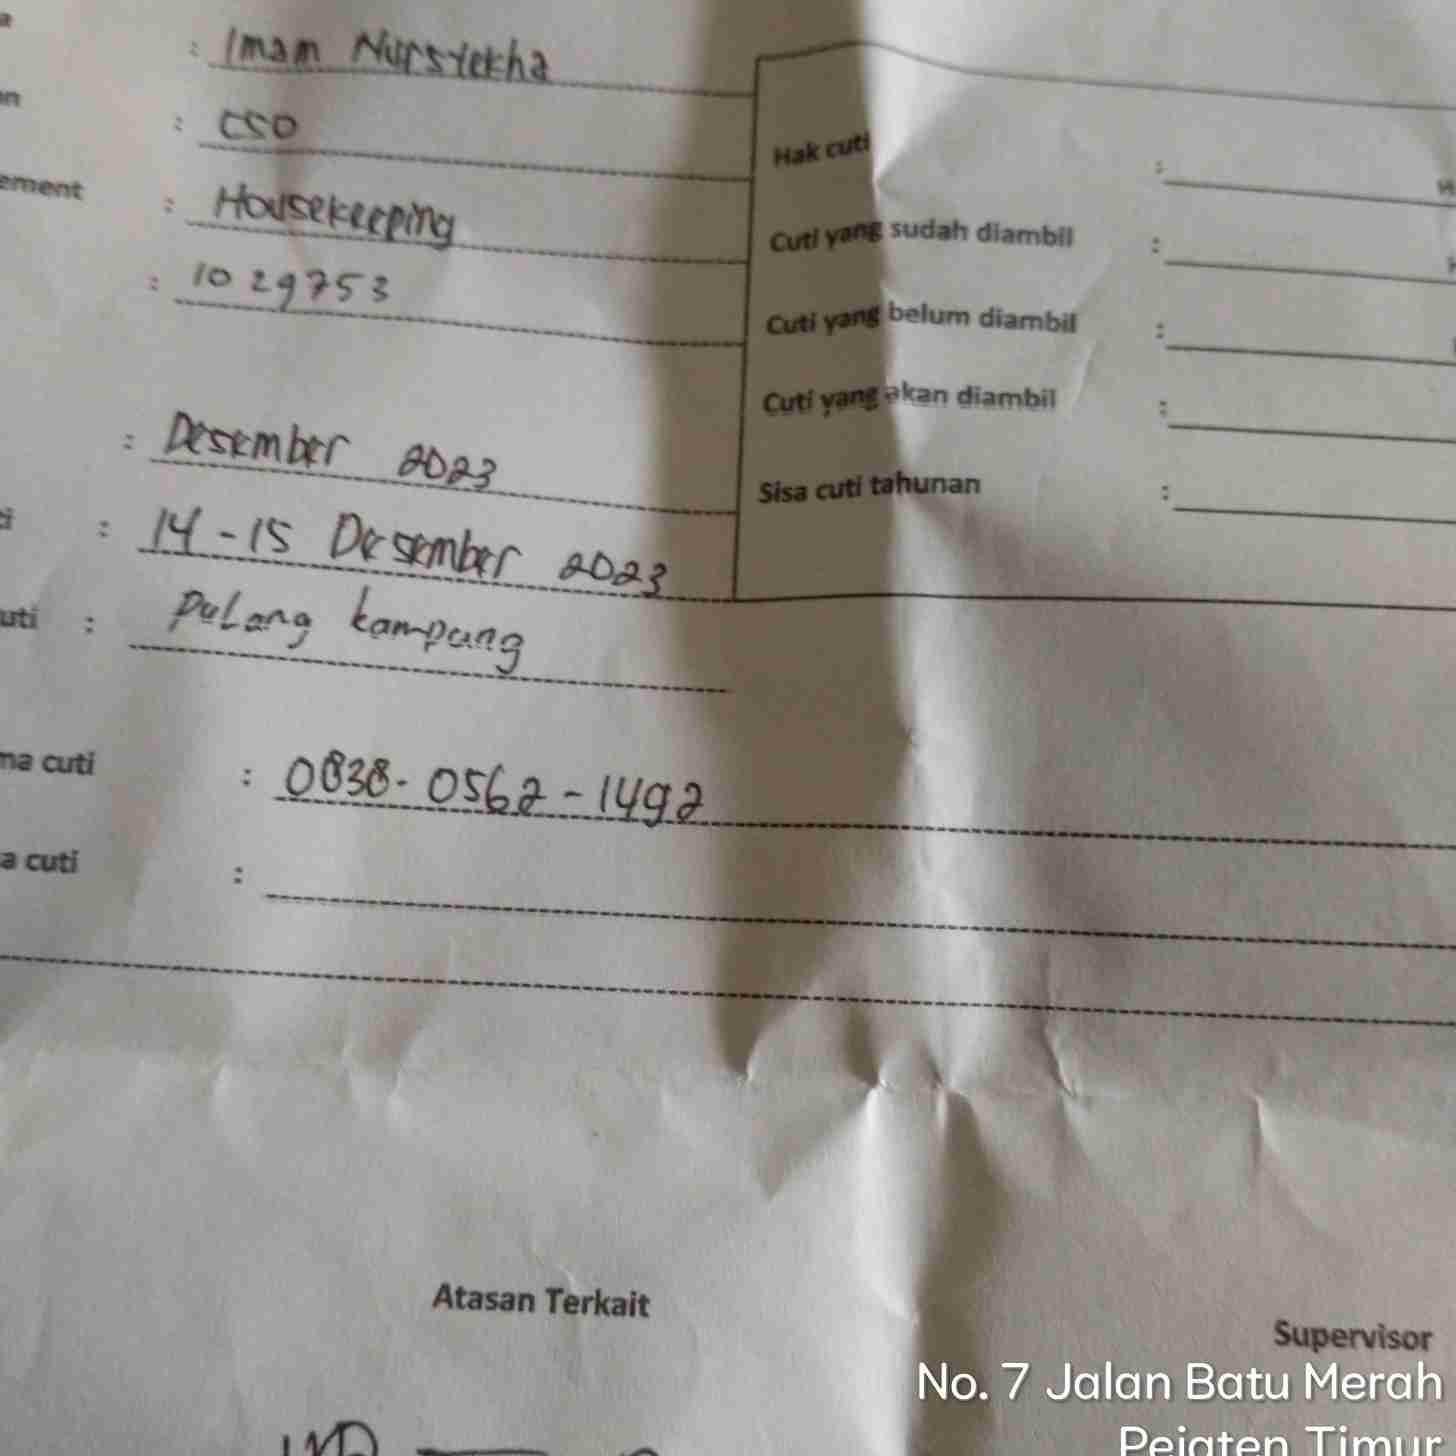 : Imam Nursyekha
: CSO
ement : Housekeeping
: 1029753
Hak cuti :
Cuti yang sudah diambil :
Cuti yang belum diambil :
Cuti yang akan diambil :
Sisa cuti tahunan :
: Desember 2023
: 14-15 Desember 2023
uti : pulang kampung
ma cuti : 0838-0562-1492
a cuti :
Atasan Terkait
Supervisor
No. 7 Jalan Batu Merah
Pejaten Timur